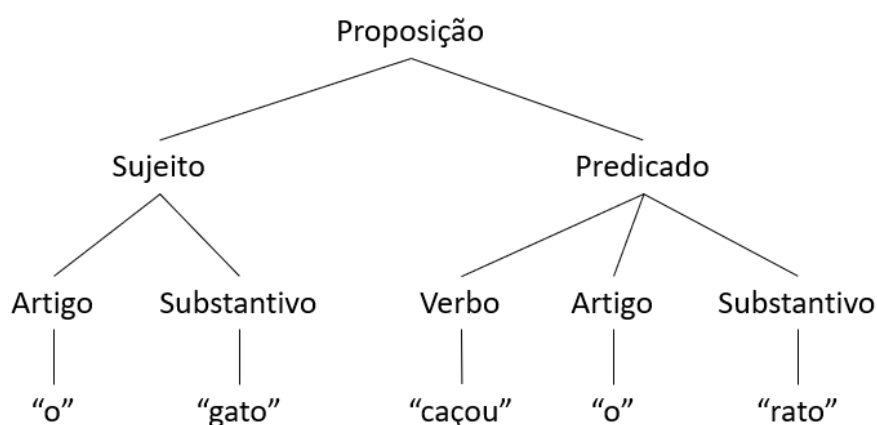 Proposição
Sujeito Predicado
Artigo Substantivo Verbo Artigo Substantivo
“o” “gato” “caçou” “o” “rato”